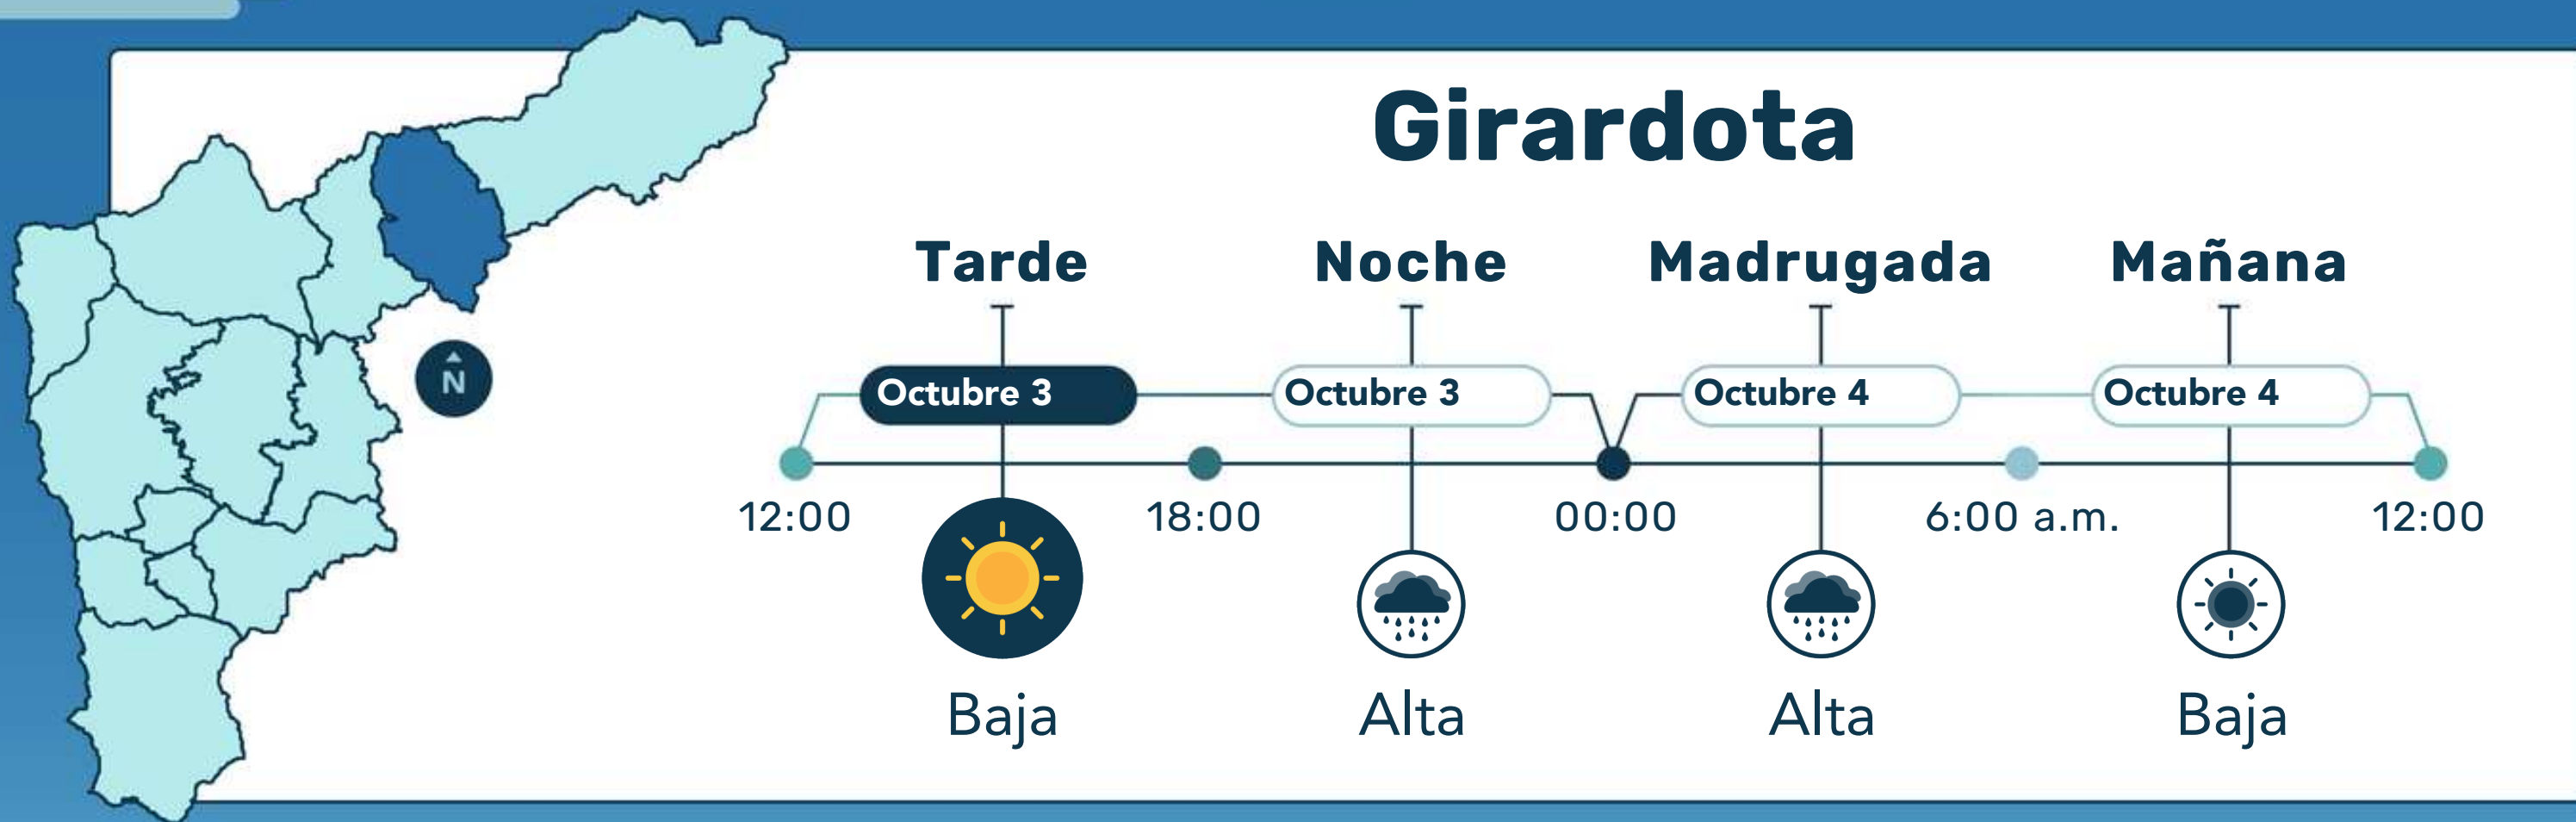 Girardota
Tarde Noche Madrugada Mañana
Octubre 3 Octubre 3 Octubre 4 Octubre 4
N
12:00 18:00 00:00 6:00 a.m. 12:00
Baja Alta Alta Baja